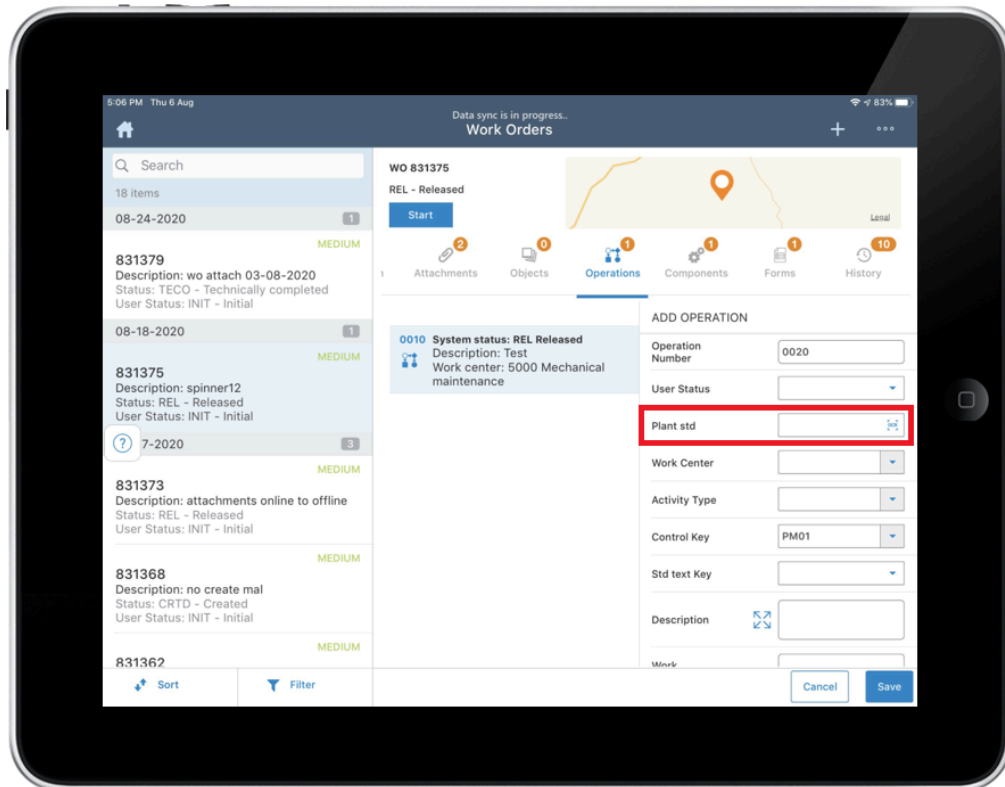 5:06 PM Thu 6 Aug
83%
Data sync is in progress..
Work Orders
Search
18 items
08-24-2020 1
MEDIUM
831379
Description: wo attach 03-08-2020
Status: TECO - Technically completed
User Status: INIT - Initial
08-18-2020 1
MEDIUM
831375
Description: spinner12
Status: REL - Released
User Status: INIT - Initial
? 7-2020 3
MEDIUM
831373
Description: attachments online to offline
Status: REL - Released
User Status: INIT - Initial
MEDIUM
831368
Description: no create mal
Status: CRTD - Created
User Status: INIT - Initial
MEDIUM
831362
Sort Filter
WO 831375
REL - Released
Start
Legal
2 0 1 1 1 10
n Attachments Objects Operations Components Forms History
0010 System status: REL Released
Description: Test
Work center: 5000 Mechanical
maintenance
ADD OPERATION
Operation
Number 0020
User Status
Plant std
Work Center
Activity Type
Control Key PM01
Std text Key
Description
Work
Cancel Save